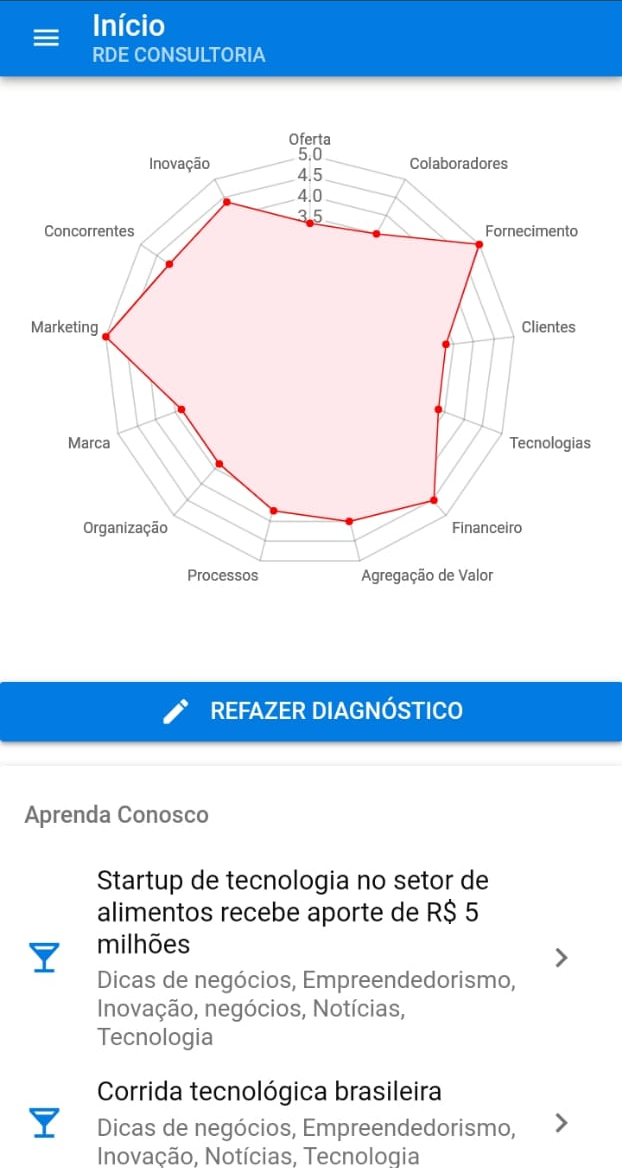 Início
RDE CONSULTORIA
Oferta
5.0
4.5
4.0
3.5
Inovação
Colaboradores
Concorrentes
Fornecimento
Marketing
Clientes
Marca
Tecnologias
Organização
Financeiro
Processos
Agregação de Valor
REFAZER DIAGNÓSTICO
Aprenda Conosco
Startup de tecnologia no setor de
alimentos recebe aporte de R$ 5
milhões
Dicas de negócios, Empreendedorismo,
Inovação, negócios, Notícias,
Tecnologia
Corrida tecnológica brasileira
Dicas de negócios, Empreendedorismo,
Inovação, Notícias, Tecnologia